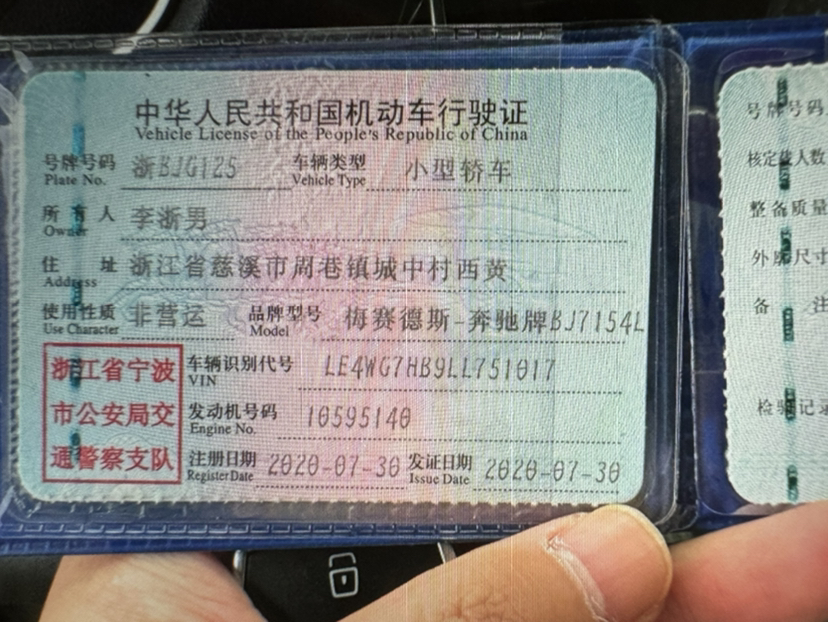 中华人民共和国机动车行驶证
Vehicle License of the People's Republic of China
号牌号码 浙BJG125 车辆类型 小型轿车
Plate No. Vehicle Type
所有人 李浙男
Owner
住址 浙江省慈溪市周巷镇城中村西黄
Address
使用性质 非营运 品牌型号 梅赛德斯-奔驰牌BJ7154L
Use Character Model
浙江省宁波 车辆识别代号 LE4WG7HB9LL751017
VIN
市公安局交 发动机号码 10595140
Engine No.
通警察支队 注册日期 2020-07-30 发证日期 2020-07-30
Register Date Issue Date
号牌号码
核定载人数
整备质量
外廓尺寸
备注
检验记录